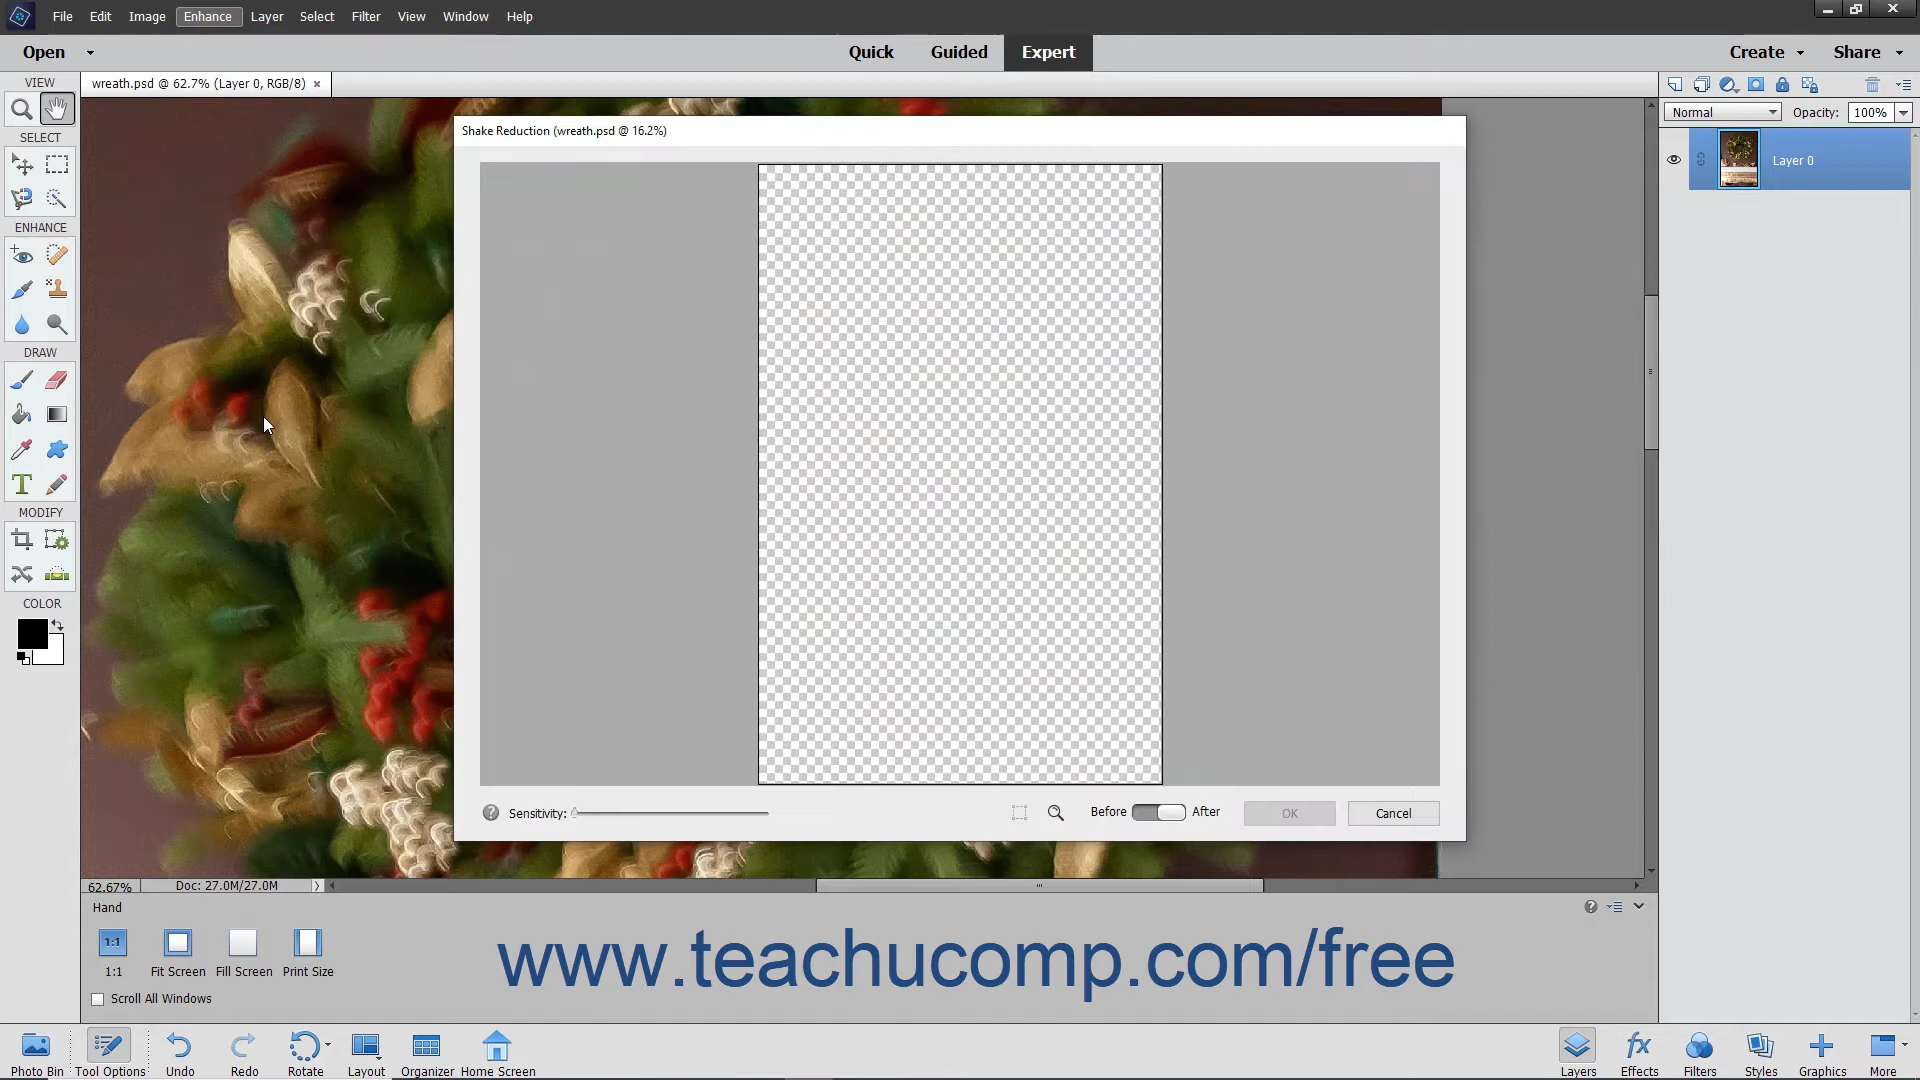 File Edit Image Enhance Layer Select Filter View Window Help
Open Quick Guided Expert Create Share
VIEW
wreath.psd @ 62.7% (Layer 0, RGB/8) ×
Normal Opacity: 100%
Shake Reduction (wreath.psd @ 16.2%)
SELECT
Layer 0
ENHANCE
DRAW
T
MODIFY
COLOR
Sensitivity: Before After OK Cancel
62.67% Doc: 27.0M/27.0M
Hand
1:1
1:1 Fit Screen Fill Screen Print Size
www.teachucomp.com/free
Scroll All Windows
fx
Photo Bin Tool Options Undo Redo Rotate Layout Organizer Home Screen Layers Effects Filters Styles Graphics More